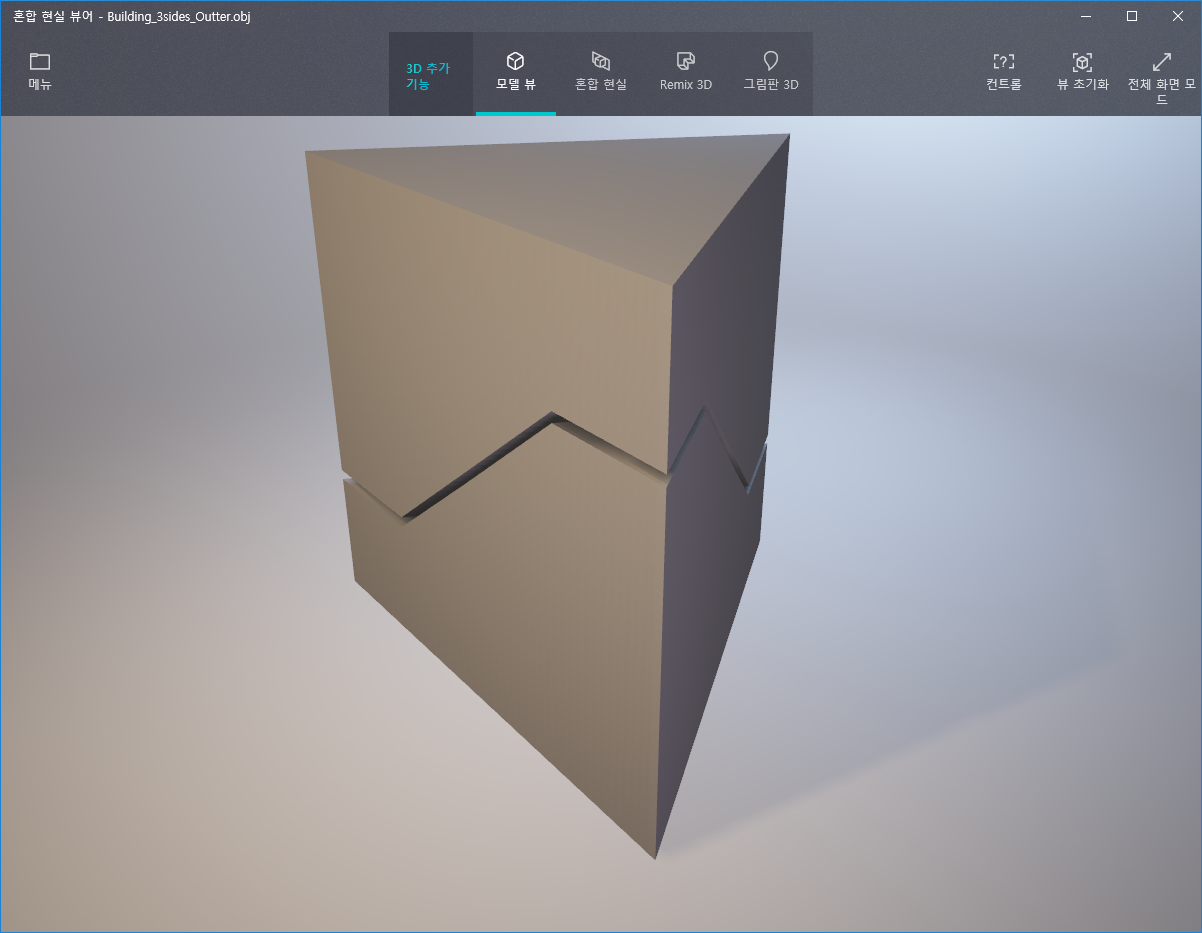 혼합 현실 뷰어 - Building_3sides_Outter.obj
메뉴
3D 추가
기능
모델 뷰
혼합 현실
Remix 3D
그림판 3D
컨트롤
뷰 초기화
전체 화면 모
드